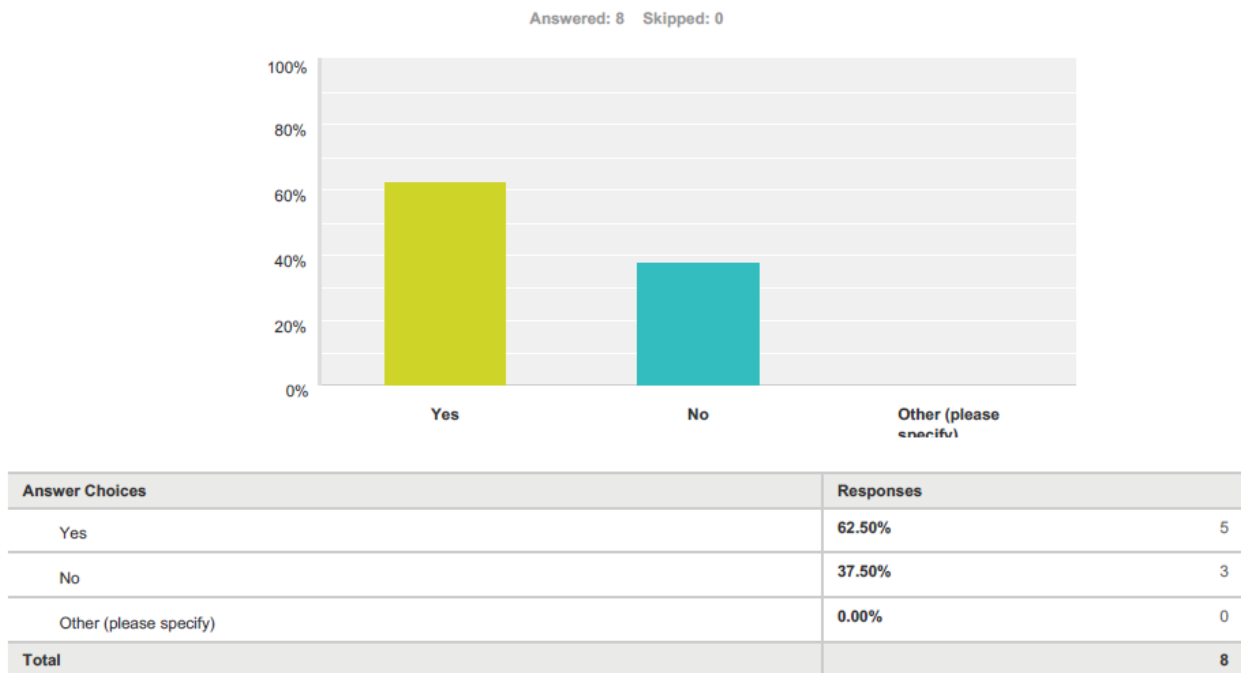 Answered: 8 Skipped: 0
100%
80%
60%
40%
20%
0%
Yes No Other (please
specify)
Answer Choices Responses
Yes 62.50% 5
No 37.50% 3
Other (please specify) 0.00% 0
Total 8